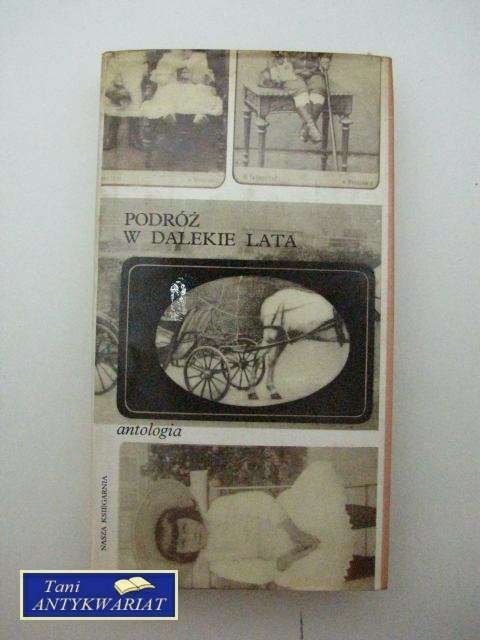 PODRÓŻ
W DALEKIE LATA
antologia
NASZA KSIĘGARNIA
Tani
ANTYKWARIAT